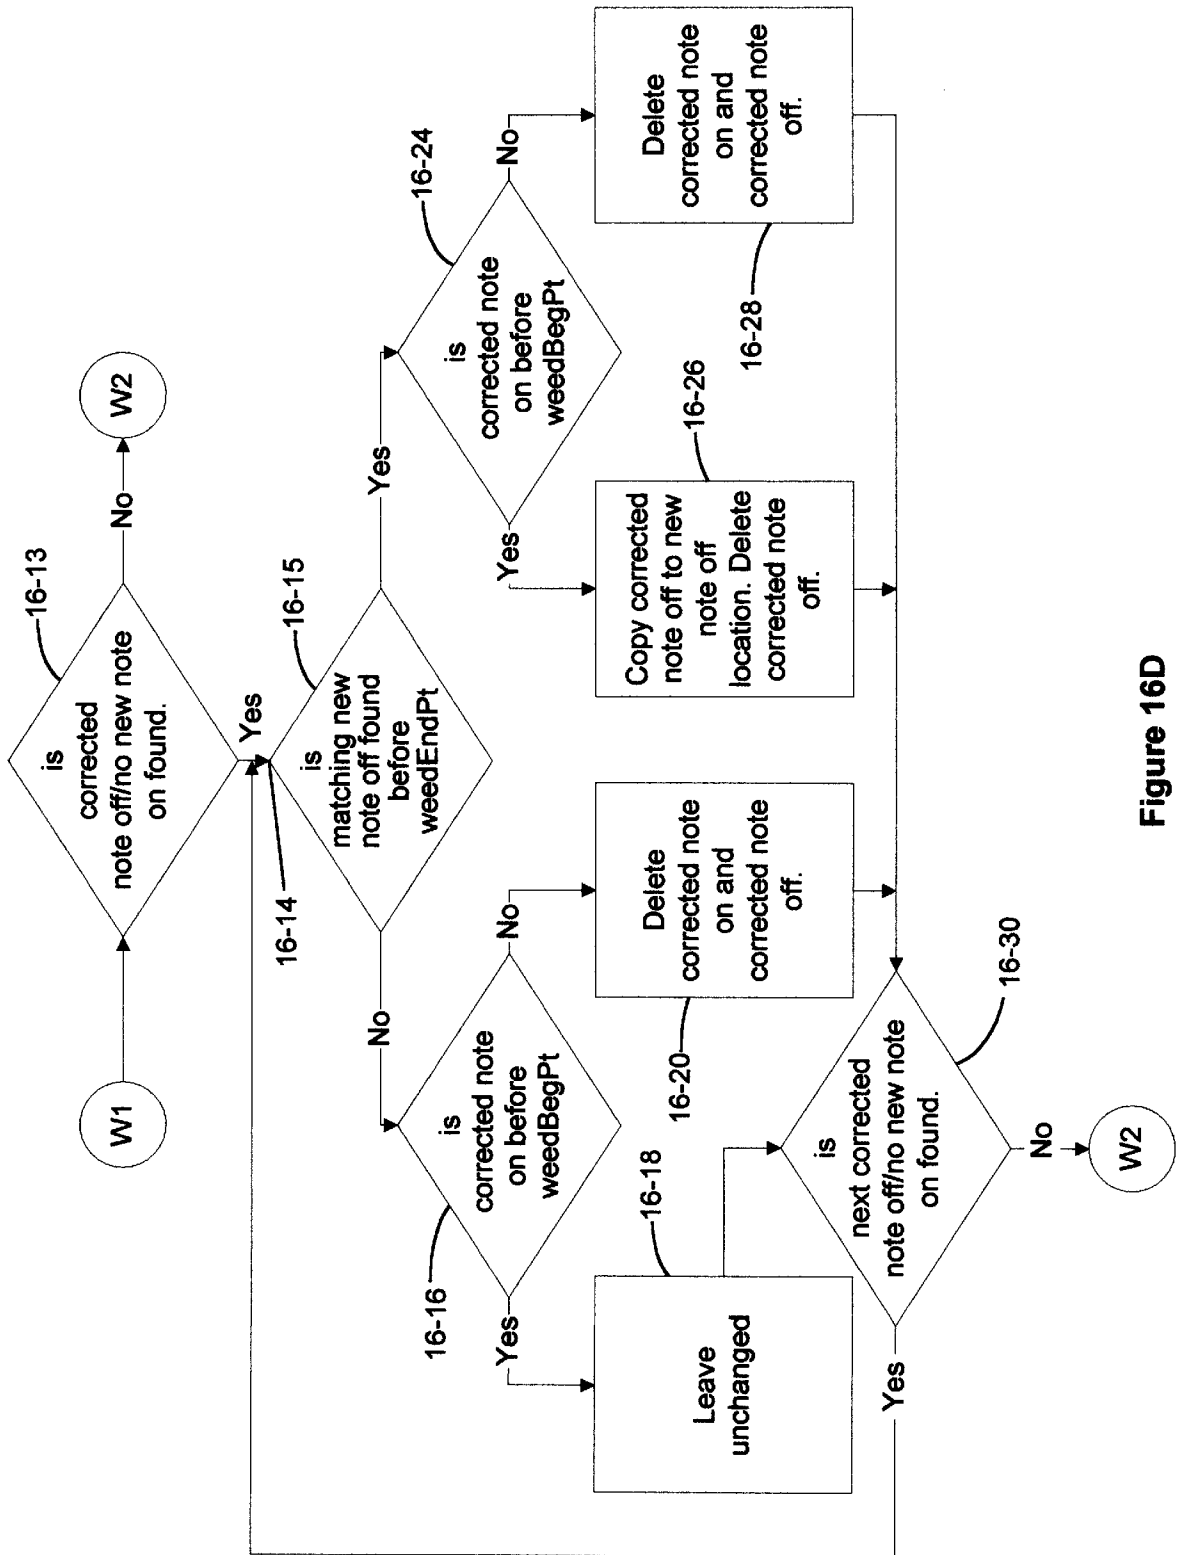 W1
is
corrected
note off/no new note
on found.
16-13
No
W2
Yes
16-14
is
matching new
note off found
before
weedEndPt
16-15
No
Yes
is
corrected note
on before
weedBegPt
16-16
is
corrected note
on before
weedBegPt
16-24
Yes
No
Yes
No
Leave
unchanged
16-18
Delete
corrected note
on and
corrected note
off.
16-20
Copy corrected
note off to new
note off
location. Delete
corrected note
off.
16-26
Delete
corrected note
on and
corrected note
off.
16-28
is
next corrected
note off/no new note
on found.
16-30
Yes
No
W2
Figure 16D